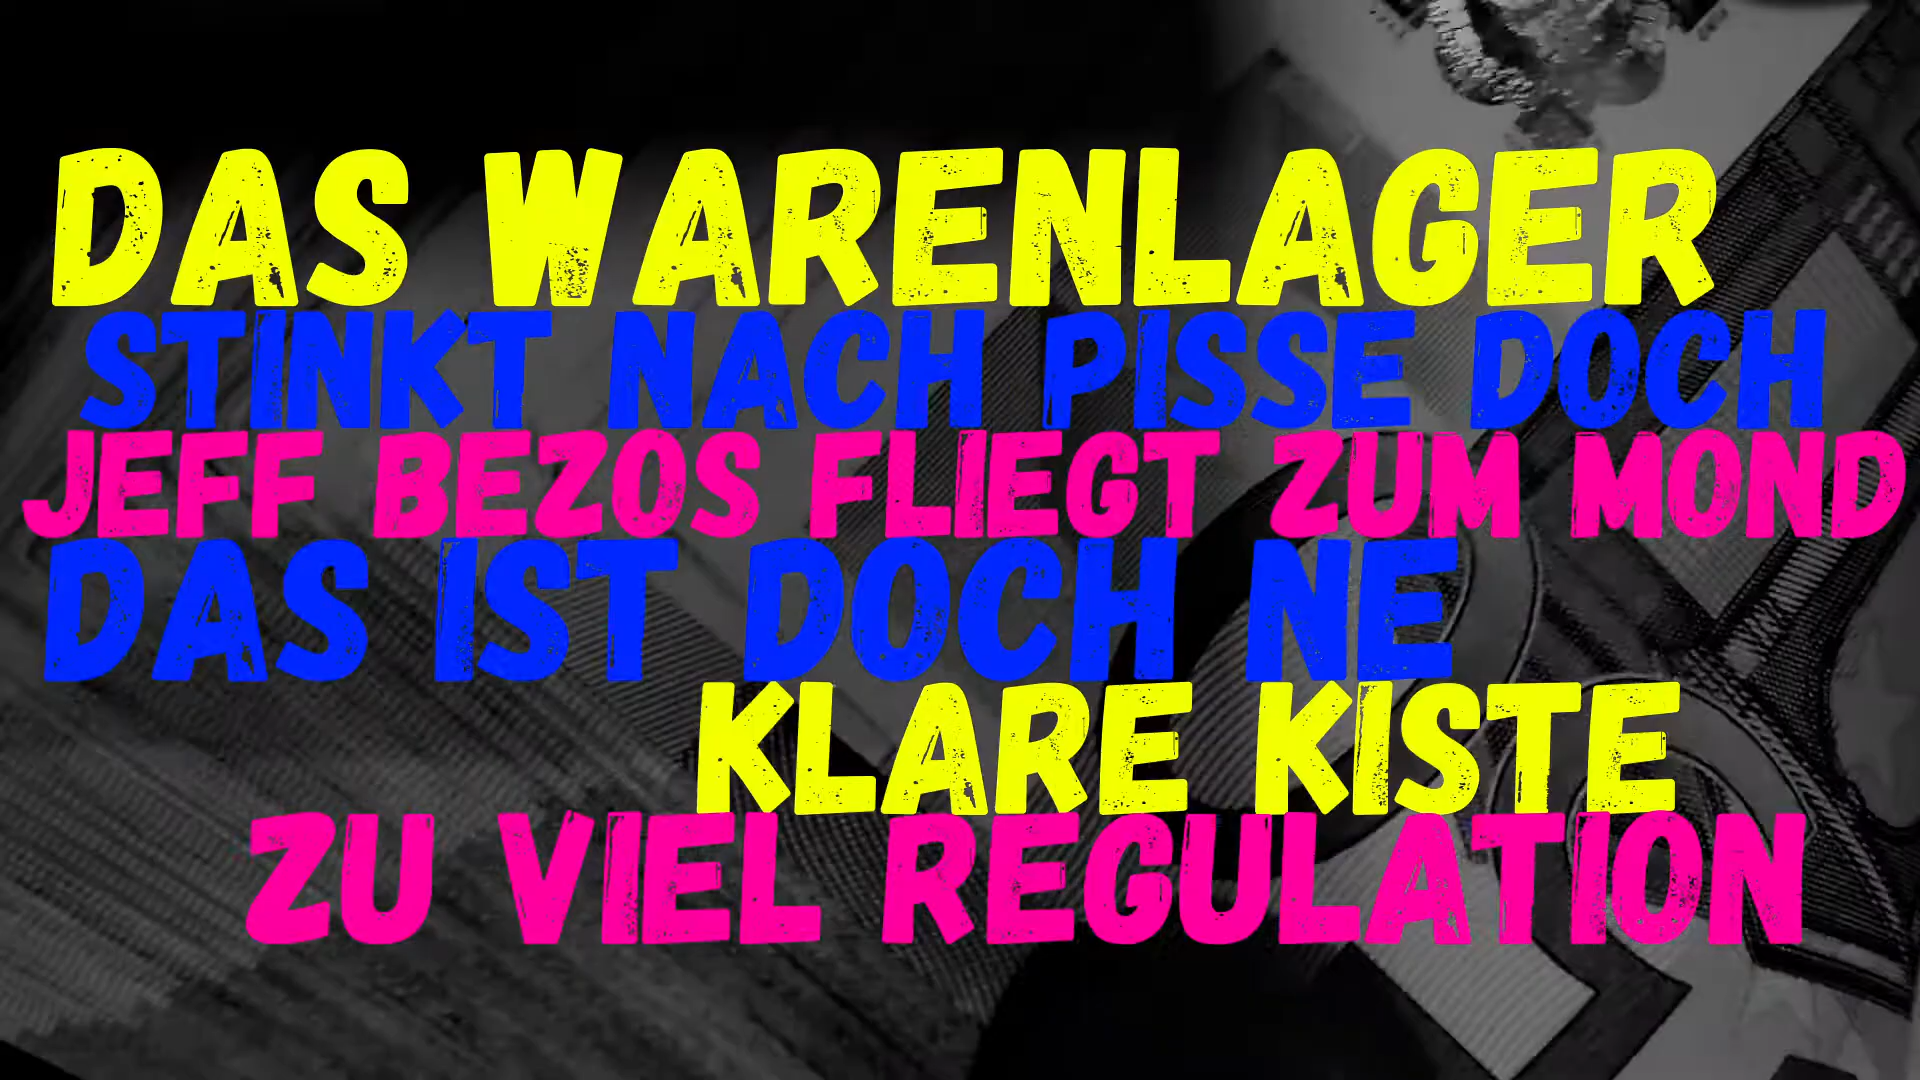 DAS WARENLAGER
STINKT NACH PISSE DOCH
JEFF BEZOS FLIEGT ZUM MOND
DAS IST DOCH NE
KLARE KISTE
ZU VIEL REGULATION